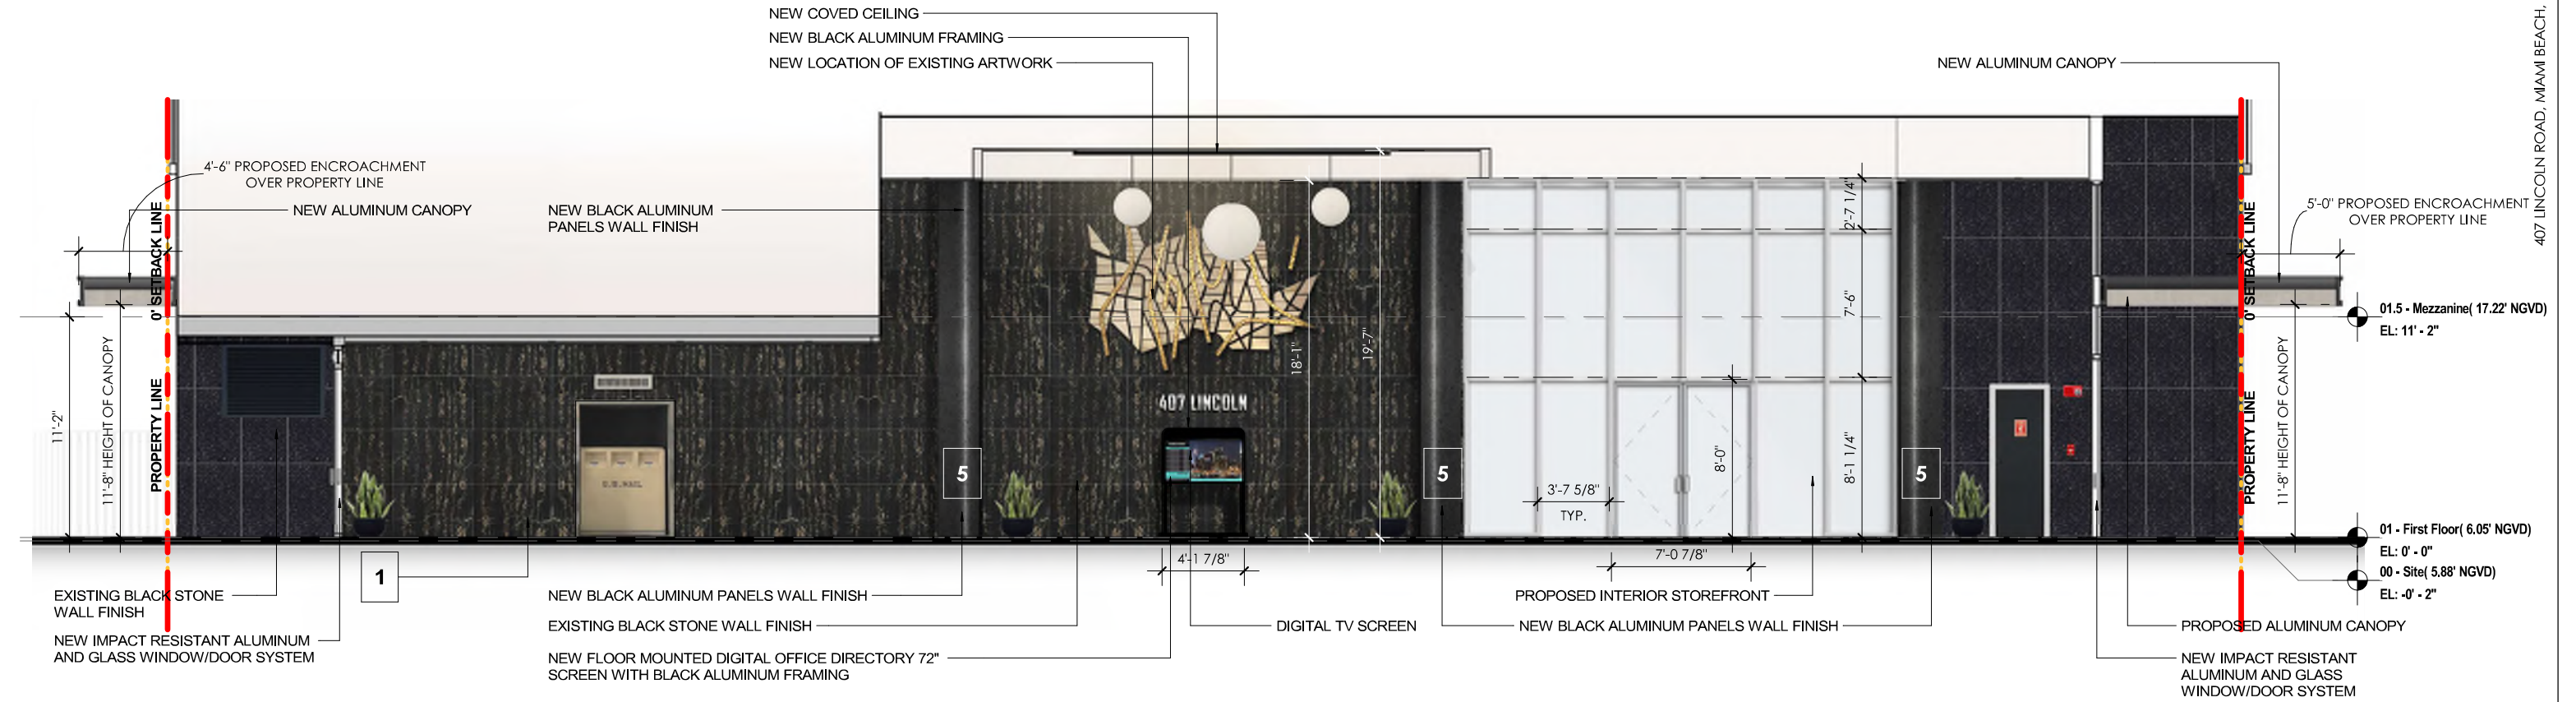 NEW COVED CEILING
NEW BLACK ALUMINUM FRAMING
NEW LOCATION OF EXISTING ARTWORK
NEW ALUMINUM CANOPY
407 LINCOLN ROAD, MIAMI BEACH,
4'-6" PROPOSED ENCROACHMENT
OVER PROPERTY LINE
NEW ALUMINUM CANOPY
NEW BLACK ALUMINUM
PANELS WALL FINISH
5'-0" PROPOSED ENCROACHMENT
OVER PROPERTY LINE
0' SETBACK LINE
PROPERTY LINE
11'-2"
11'-8" HEIGHT OF CANOPY
U.S. MAIL
407 LINCOLN
18'-1"
19'-7"
2'-7 1/4"
7'-6"
8'-1 1/4"
8'-0"
3'-7 5/8"
TYP.
5
5
5
0' SETBACK LINE
PROPERTY LINE
11'-8" HEIGHT OF CANOPY
01.5 - Mezzanine( 17.22' NGVD)
EL: 11' - 2"
01 - First Floor( 6.05' NGVD)
EL: 0' - 0"
00 - Site( 5.88' NGVD)
EL: -0' - 2"
4'-1 7/8"
7'-0 7/8"
1
EXISTING BLACK STONE
WALL FINISH
NEW IMPACT RESISTANT ALUMINUM
AND GLASS WINDOW/DOOR SYSTEM
NEW BLACK ALUMINUM PANELS WALL FINISH
EXISTING BLACK STONE WALL FINISH
NEW FLOOR MOUNTED DIGITAL OFFICE DIRECTORY 72"
SCREEN WITH BLACK ALUMINUM FRAMING
DIGITAL TV SCREEN
PROPOSED INTERIOR STOREFRONT
NEW BLACK ALUMINUM PANELS WALL FINISH
PROPOSED ALUMINUM CANOPY
NEW IMPACT RESISTANT
ALUMINUM AND GLASS
WINDOW/DOOR SYSTEM